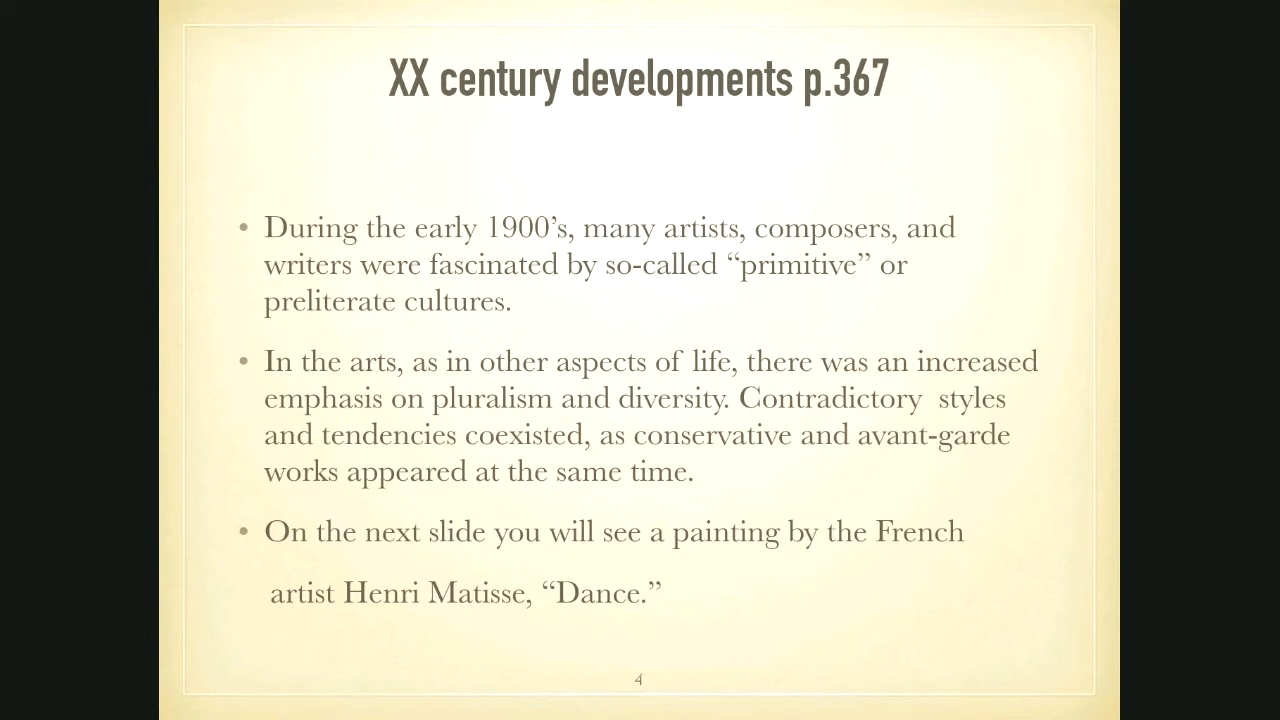 XX century developments p.367
• During the early 1900’s, many artists, composers, and
writers were fascinated by so-called “primitive” or
preliterate cultures.
• In the arts, as in other aspects of life, there was an increased
emphasis on pluralism and diversity. Contradictory styles
and tendencies coexisted, as conservative and avant-garde
works appeared at the same time.
• On the next slide you will see a painting by the French
artist Henri Matisse, “Dance.”
4